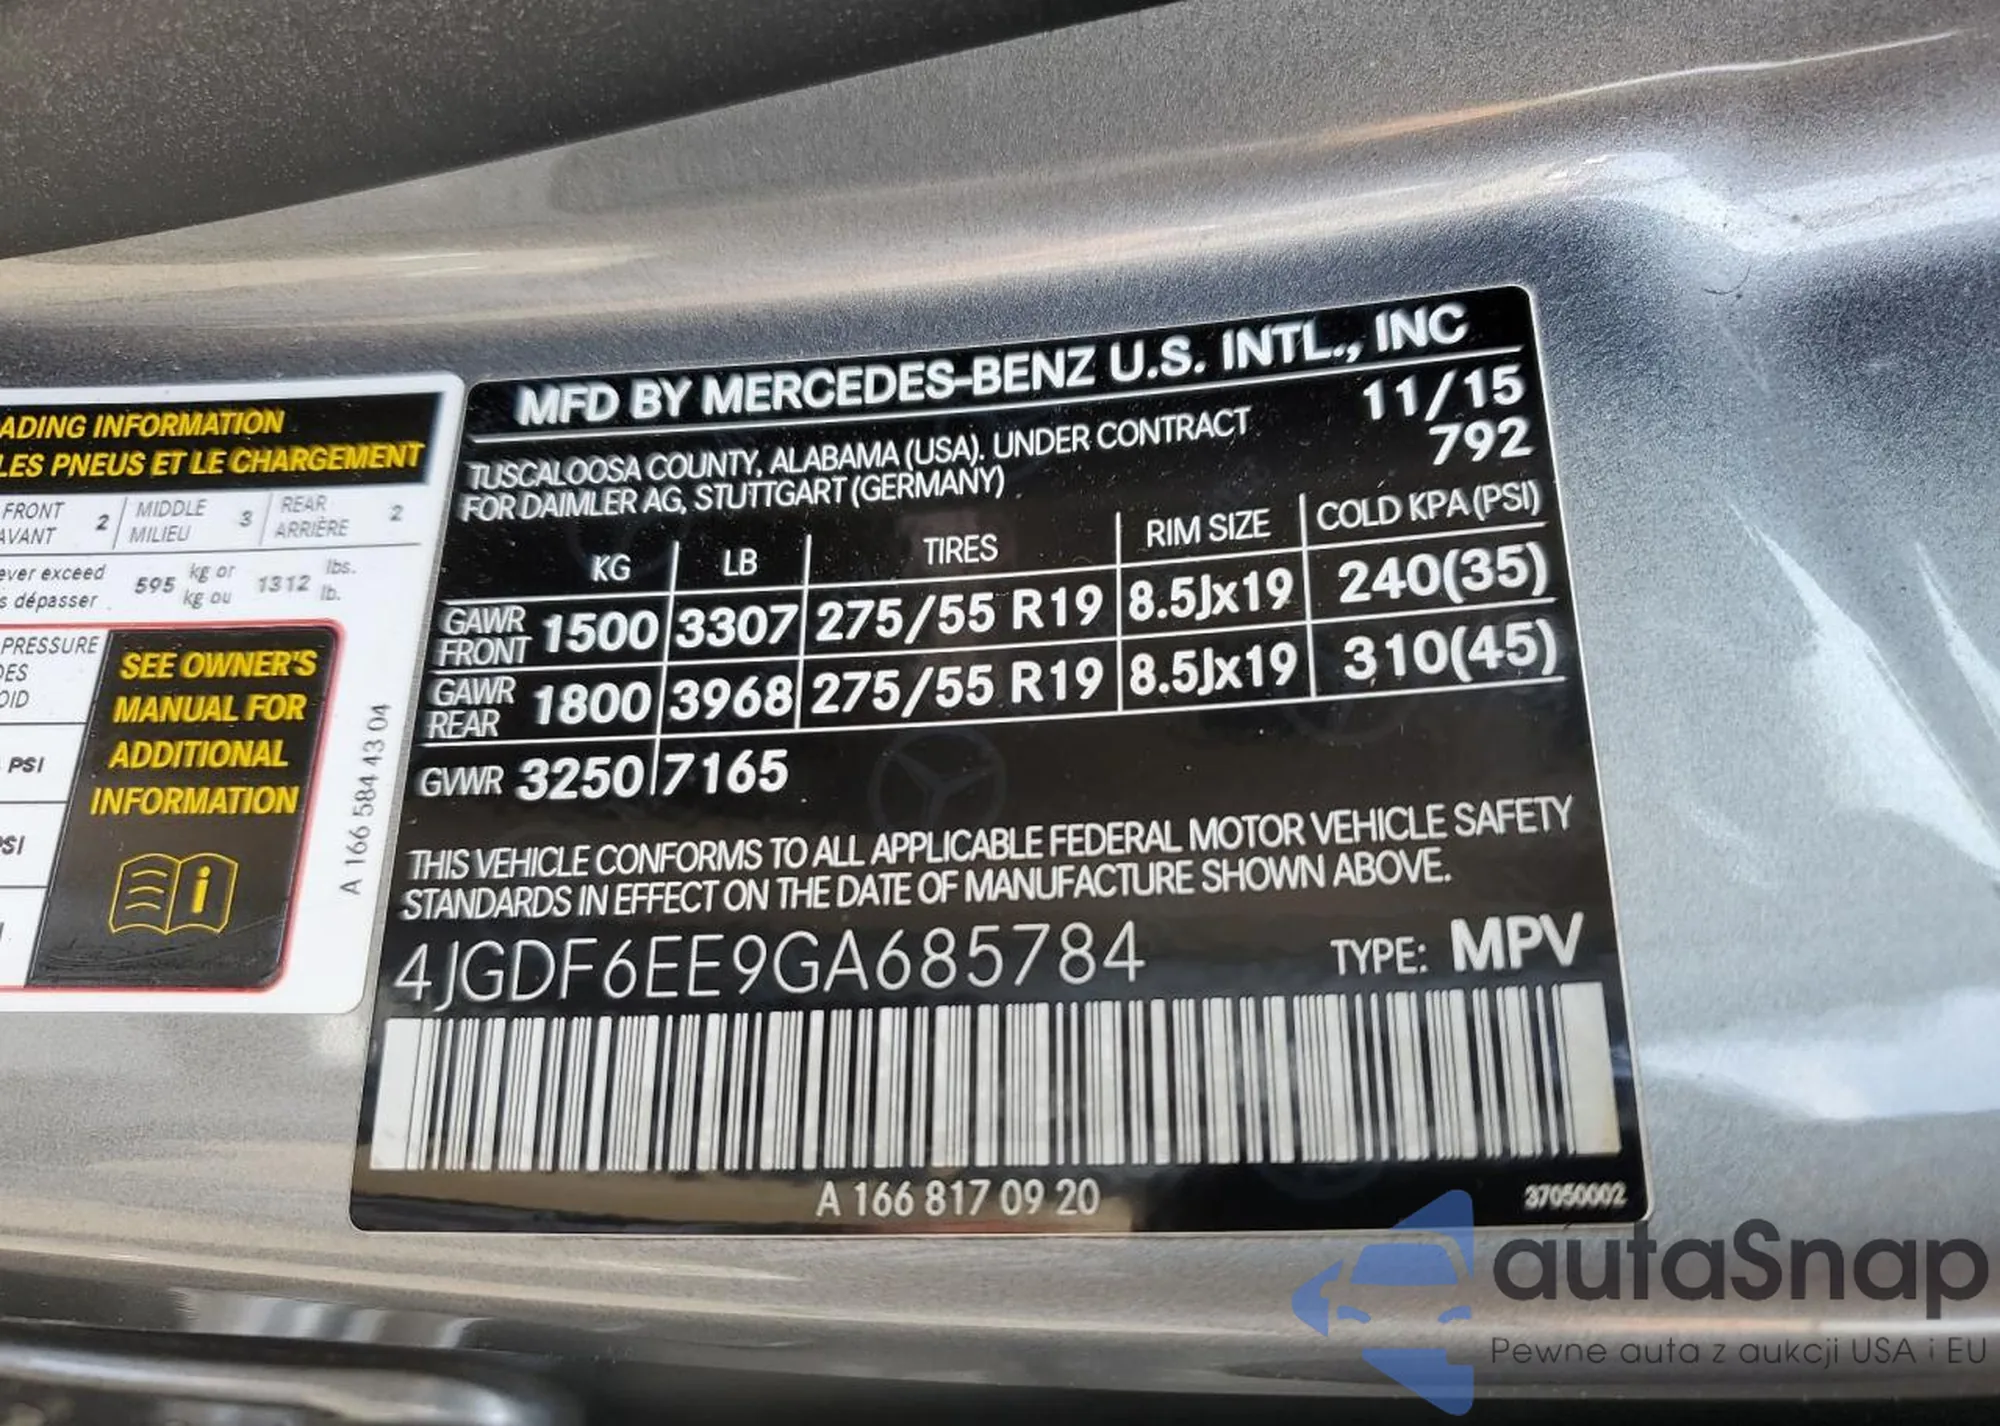 ADING INFORMATION
LES PNEUS ET LE CHARGEMENT
FRONT
AVANT 2
MIDDLE
MILIEU 3
REAR
ARRIÈRE 2
ever exceed
s dépasser
595 kg or
kg ou
1312 lbs.
lb.
PRESSURE
DES
OID
PSI
PSI
SEE OWNER'S
MANUAL FOR
ADDITIONAL
INFORMATION
i
A 166 584 43 04
MFD BY MERCEDES-BENZ U.S. INTL., INC
TUSCALOOSA COUNTY, ALABAMA (USA). UNDER CONTRACT 11/15
FOR DAIMLER AG, STUTTGART (GERMANY) 792
KG LB TIRES RIM SIZE COLD KPA (PSI)
GAWR
FRONT 1500 3307 275/55 R19 8.5Jx19 240(35)
GAWR
REAR 1800 3968 275/55 R19 8.5Jx19 310(45)
GVWR 3250 7165
THIS VEHICLE CONFORMS TO ALL APPLICABLE FEDERAL MOTOR VEHICLE SAFETY
STANDARDS IN EFFECT ON THE DATE OF MANUFACTURE SHOWN ABOVE.
4JGDF6EE9GA685784 TYPE: MPV
A 166 817 09 20
37050002
autaSnap
Pewne auta z aukcji USA i EU